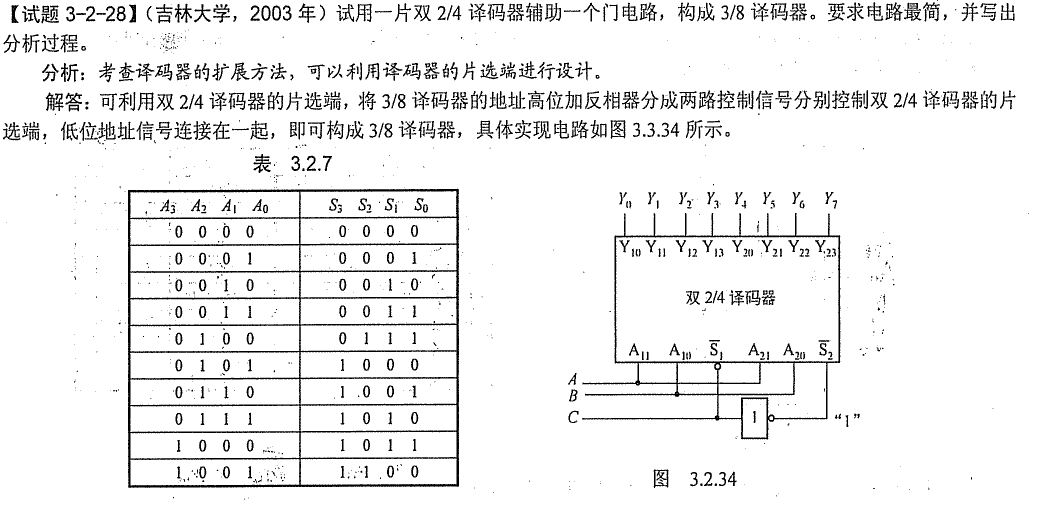 【试题 3-2-28】（吉林大学，2003 年）试用一片双 2/4 译码器辅助一个门电路，构成 3/8 译码器。要求电路最简，并写出
分析过程。
分析：考查译码器的扩展方法，可以利用译码器的片选端进行设计。
解答：可利用双 2/4 译码器的片选端，将 3/8 译码器的地址高位加反相器分成两路控制信号分别控制双 2/4 译码器的片
选端，低位地址信号连接在一起，即可构成 3/8 译码器，具体实现电路如图 3.3.34 所示。
表 3.2.7
A₃ A₂ A₁ A₀ S₃ S₂ S₁ S₀
0 0 0 0 0 0 0 0
0 0 0 1 0 0 0 1
0 0 1 0 0 0 1 0
0 0 1 1 0 0 1 1
0 1 0 0 0 1 1 1
0 1 0 1 1 0 0 0
0 1 1 0 1 0 0 1
0 1 1 1 1 0 1 0
1 0 0 0 1 0 1 1
1 0 0 1 1 1 0 0
Y₀ Y₁ Y₂ Y₃ Y₄ Y₅ Y₆ Y₇
Y₁₀ Y₁₁ Y₁₂ Y₁₃ Y₂₀ Y₂₁ Y₂₂ Y₂₃
双 2/4 译码器
A₁₁ A₁₀ S̅₁ A₂₁ A₂₀ S̅₂
A
B
C
1
“1”
图 3.2.34